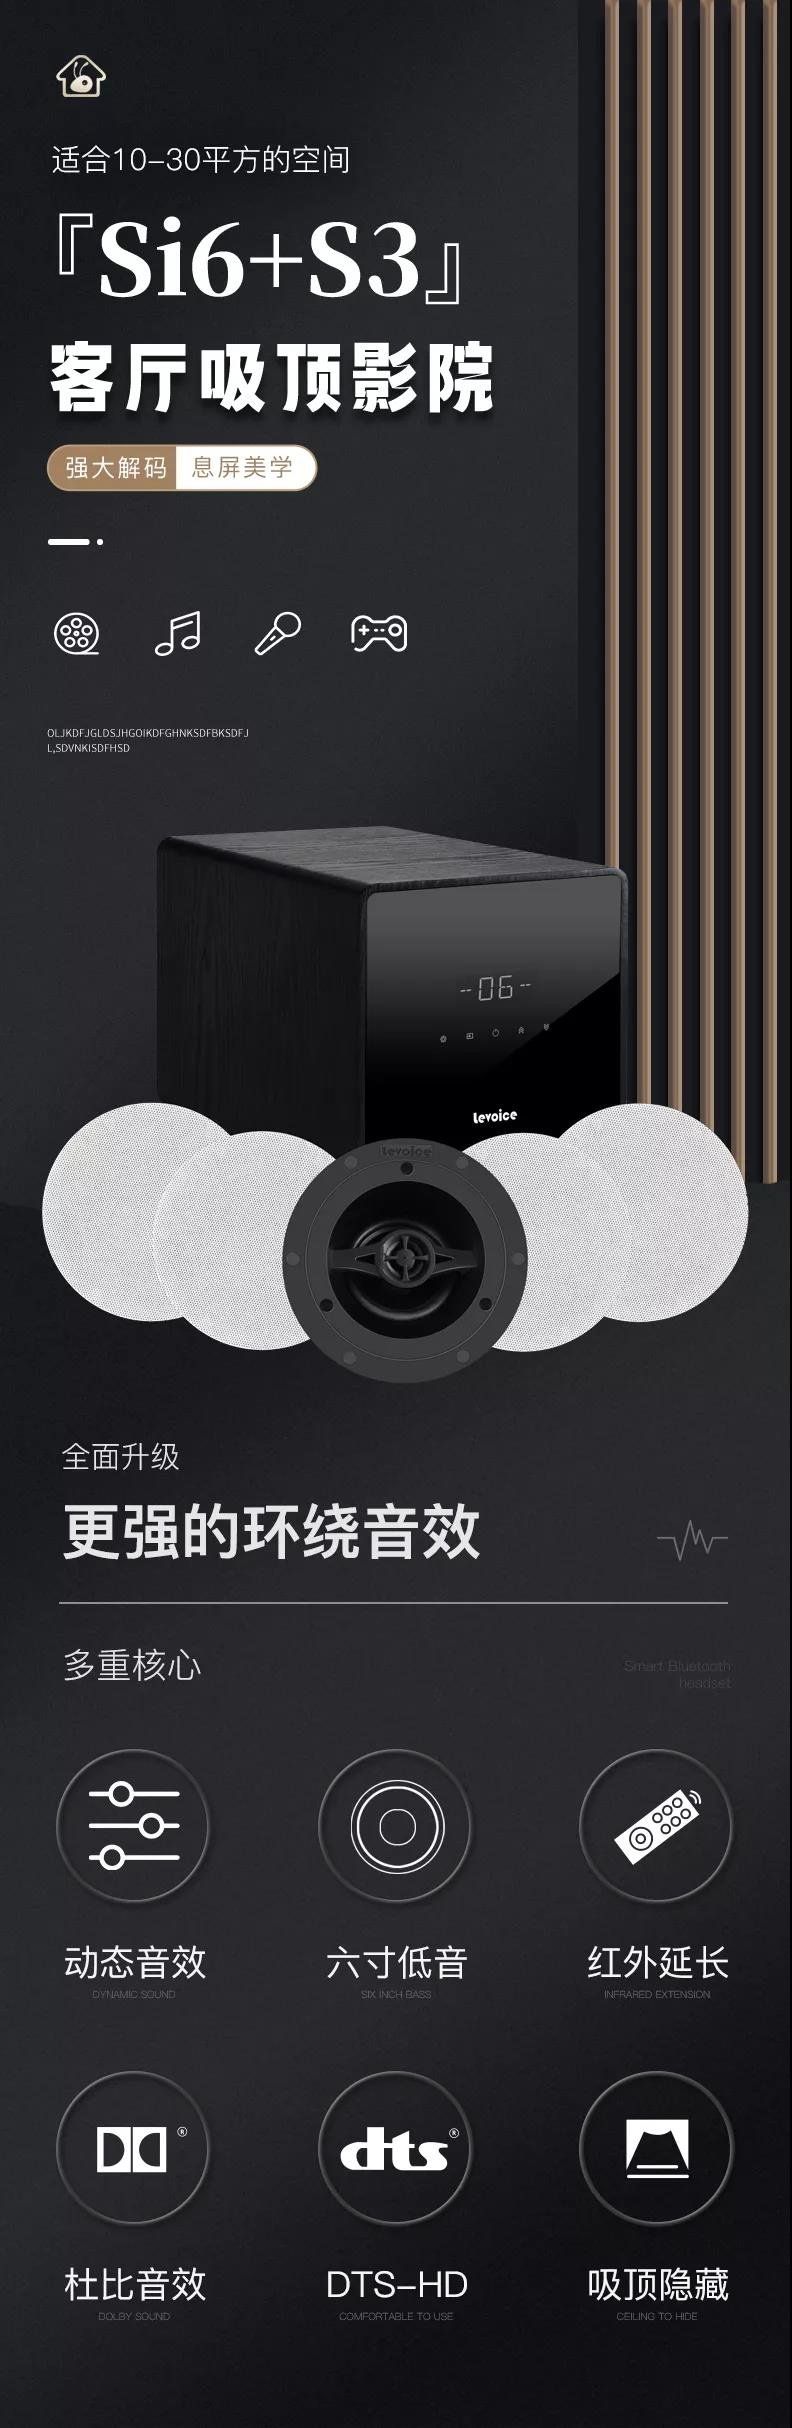 适合10-30平方的空间
『Si6+S3』
客厅吸顶影院
强大解码 息屏美学
OLJKDFJGLDSJHGOIKDFGHNKSDFBKSDFJ
L,SDVNKISDFHSD
-06-
levoice
levoice
全面升级
更强的环绕音效
多重核心
Smart Bluetooth
headset
动态音效 六寸低音 红外延长
DYNAMIC SOUND SIX INCH BASS INFRARED EXTENSION
® dts®
杜比音效 DTS-HD 吸顶隐藏
DOLBY SOUND COMFORTABLE TO USE CEILING TO HIDE